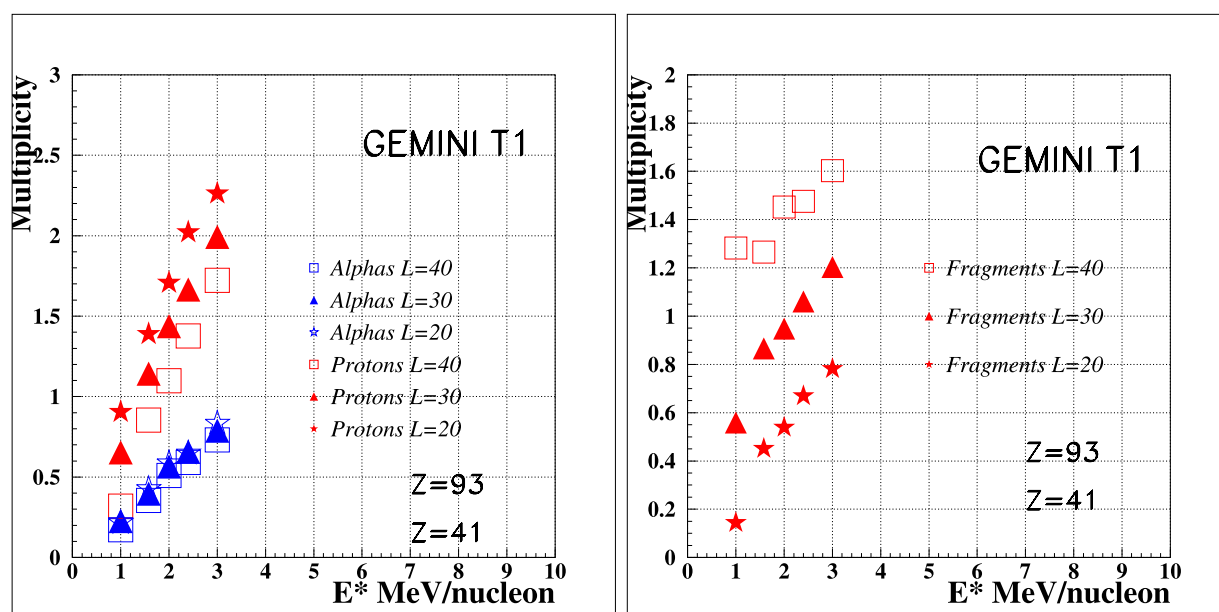 Multiplicity
3
2.5
2
1.5
1
0.5
0
GEMINI T1
Alphas L=40
Alphas L=30
Alphas L=20
Protons L=40
Protons L=30
Protons L=20
Z=93
Z=41
0 1 2 3 4 5 6 7 8 9 10
E* MeV/nucleon
Multiplicity
2
1.8
1.6
1.4
1.2
1
0.8
0.6
0.4
0.2
0
GEMINI T1
Fragments L=40
Fragments L=30
Fragments L=20
Z=93
Z=41
0 1 2 3 4 5 6 7 8 9 10
E* MeV/nucleon